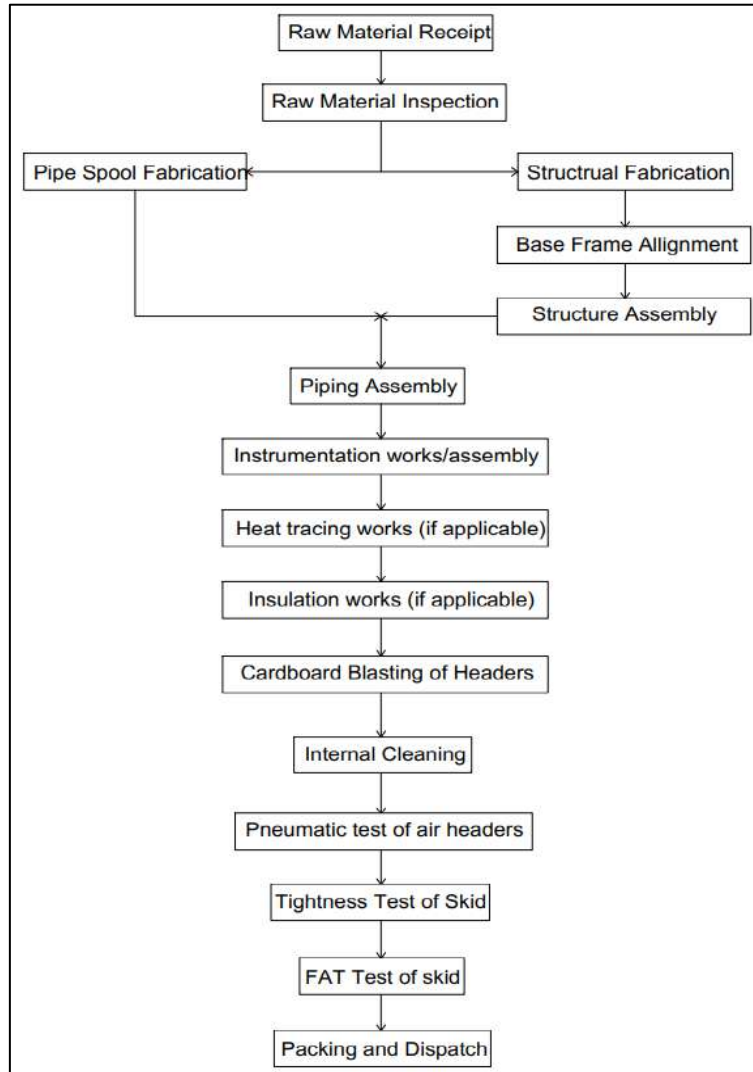 Raw Material Receipt
Raw Material Inspection
Pipe Spool Fabrication
Structrual Fabrication
Base Frame Allignment
Structure Assembly
Piping Assembly
Instrumentation works/assembly
Heat tracing works (if applicable)
Insulation works (if applicable)
Cardboard Blasting of Headers
Internal Cleaning
Pneumatic test of air headers
Tightness Test of Skid
FAT Test of skid
Packing and Dispatch